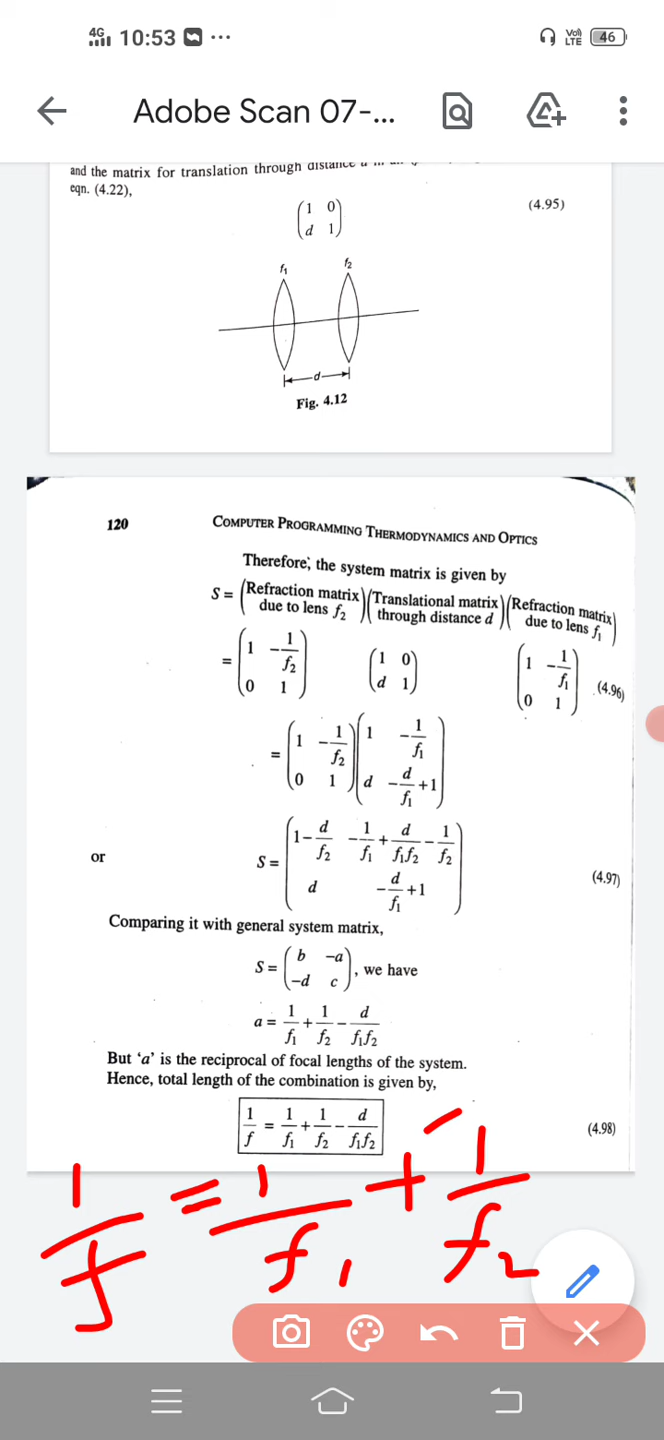 4G 10:53 ... Vo) LTE 46
Adobe Scan 07-...
and the matrix for translation through distance
eqn. (4.22),
(1 0
d 1) (4.95)
f₁ f₂
d
Fig. 4.12
120 COMPUTER PROGRAMMING THERMODYNAMICS AND OPTICS
Therefore, the system matrix is given by
S = (Refraction matrix due to lens f₂)(Translational matrix through distance d)(Refraction matrix due to lens f₁)
= (1 -1/f₂
0 1) (1 0
d 1) (1 -1/f₁
0 1) (4.96)
= (1 -1/f₂
0 1)(1 -1/f₁
d -d/f₁+1)
or S = (1-d/f₂ -1/f₁+d/f₁f₂-1/f₂
d -d/f₁+1) (4.97)
Comparing it with general system matrix,
S = (b -a
-d c), we have
a = 1/f₁+1/f₂-d/f₁f₂
But 'a' is the reciprocal of focal lengths of the system.
Hence, total length of the combination is given by,
1/f = 1/f₁+1/f₂-d/f₁f₂ (4.98)
1/f = 1/f₁ + 1/f₂